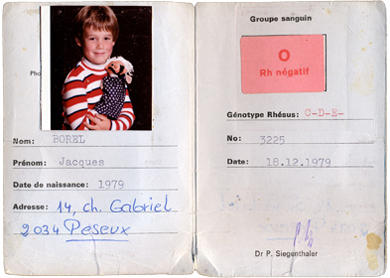 Pho
Nom: BOREL
Prénom: Jacques
Date de naissance: 1979
Adresse: 14, ch. Gabriel
2034 Peseux
Groupe sanguin
O
Rh négatif
Génotype Rhésus: C-D-E-
No: 3225
Date: 18.12.1979
Dr P. Siegenthaler